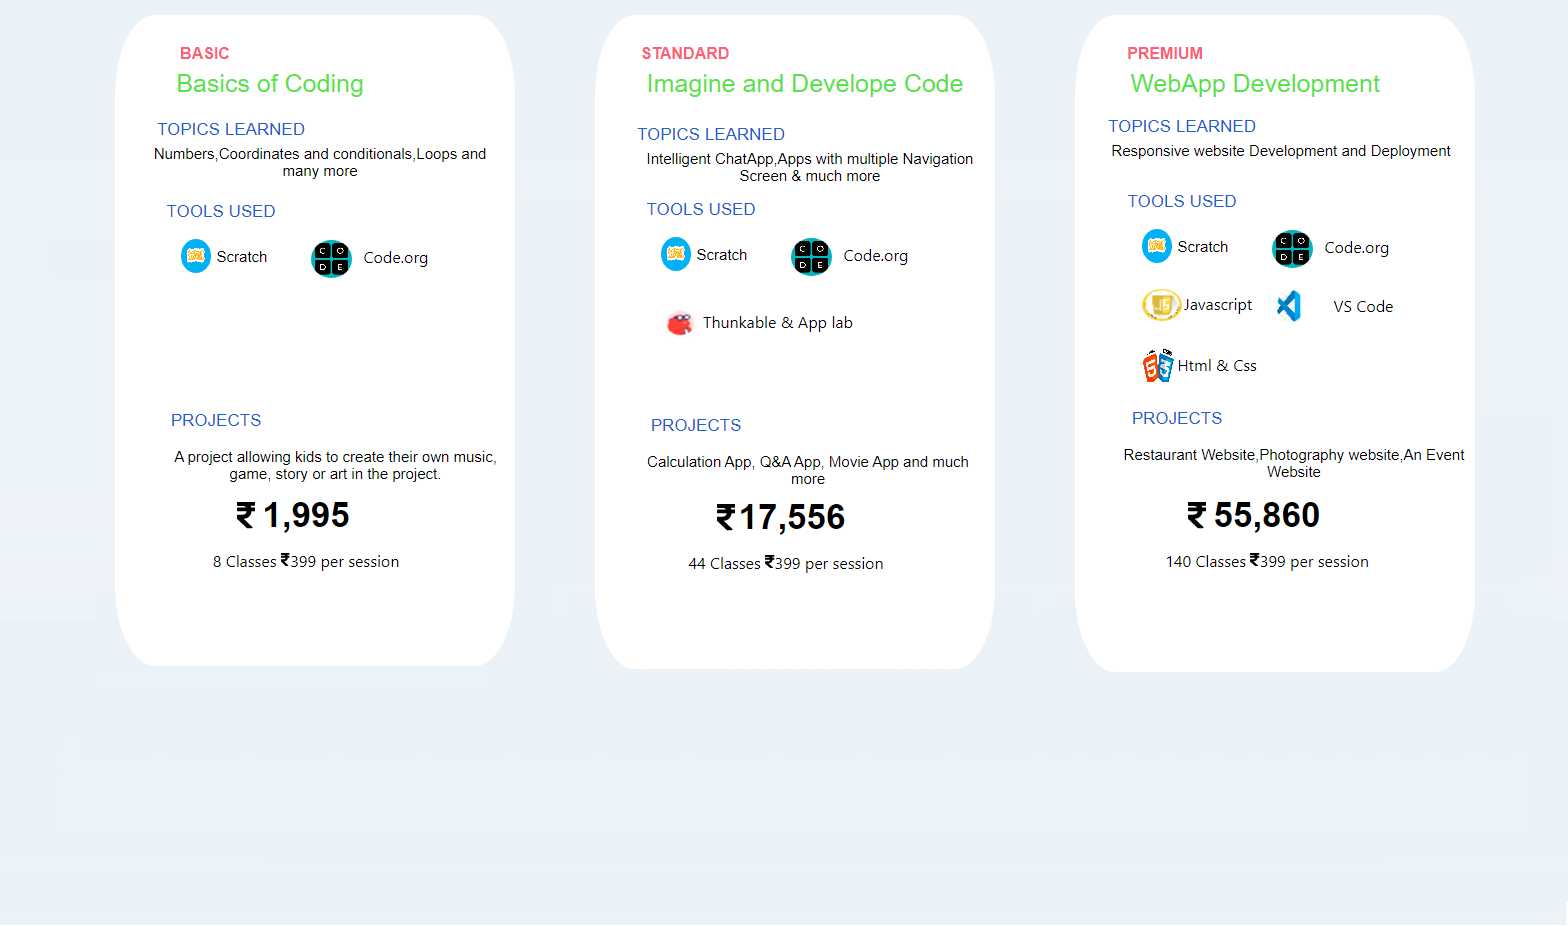 BASIC
Basics of Coding
TOPICS LEARNED
Numbers,Coordinates and conditionals,Loops and
many more
TOOLS USED
Scratch
CODE
Code.org
PROJECTS
A project allowing kids to create their own music,
game, story or art in the project.
₹ 1,995
8 Classes ₹399 per session
STANDARD
Imagine and Develope Code
TOPICS LEARNED
Intelligent ChatApp,Apps with multiple Navigation
Screen & much more
TOOLS USED
Scratch
CODE
Code.org
Thunkable & App lab
PROJECTS
Calculation App, Q&A App, Movie App and much
more
₹17,556
44 Classes ₹399 per session
PREMIUM
WebApp Development
TOPICS LEARNED
Responsive website Development and Deployment
TOOLS USED
Scratch
CODE
Code.org
JS
Javascript
VS Code
Html & Css
PROJECTS
Restaurant Website,Photography website,An Event
Website
₹ 55,860
140 Classes ₹399 per session